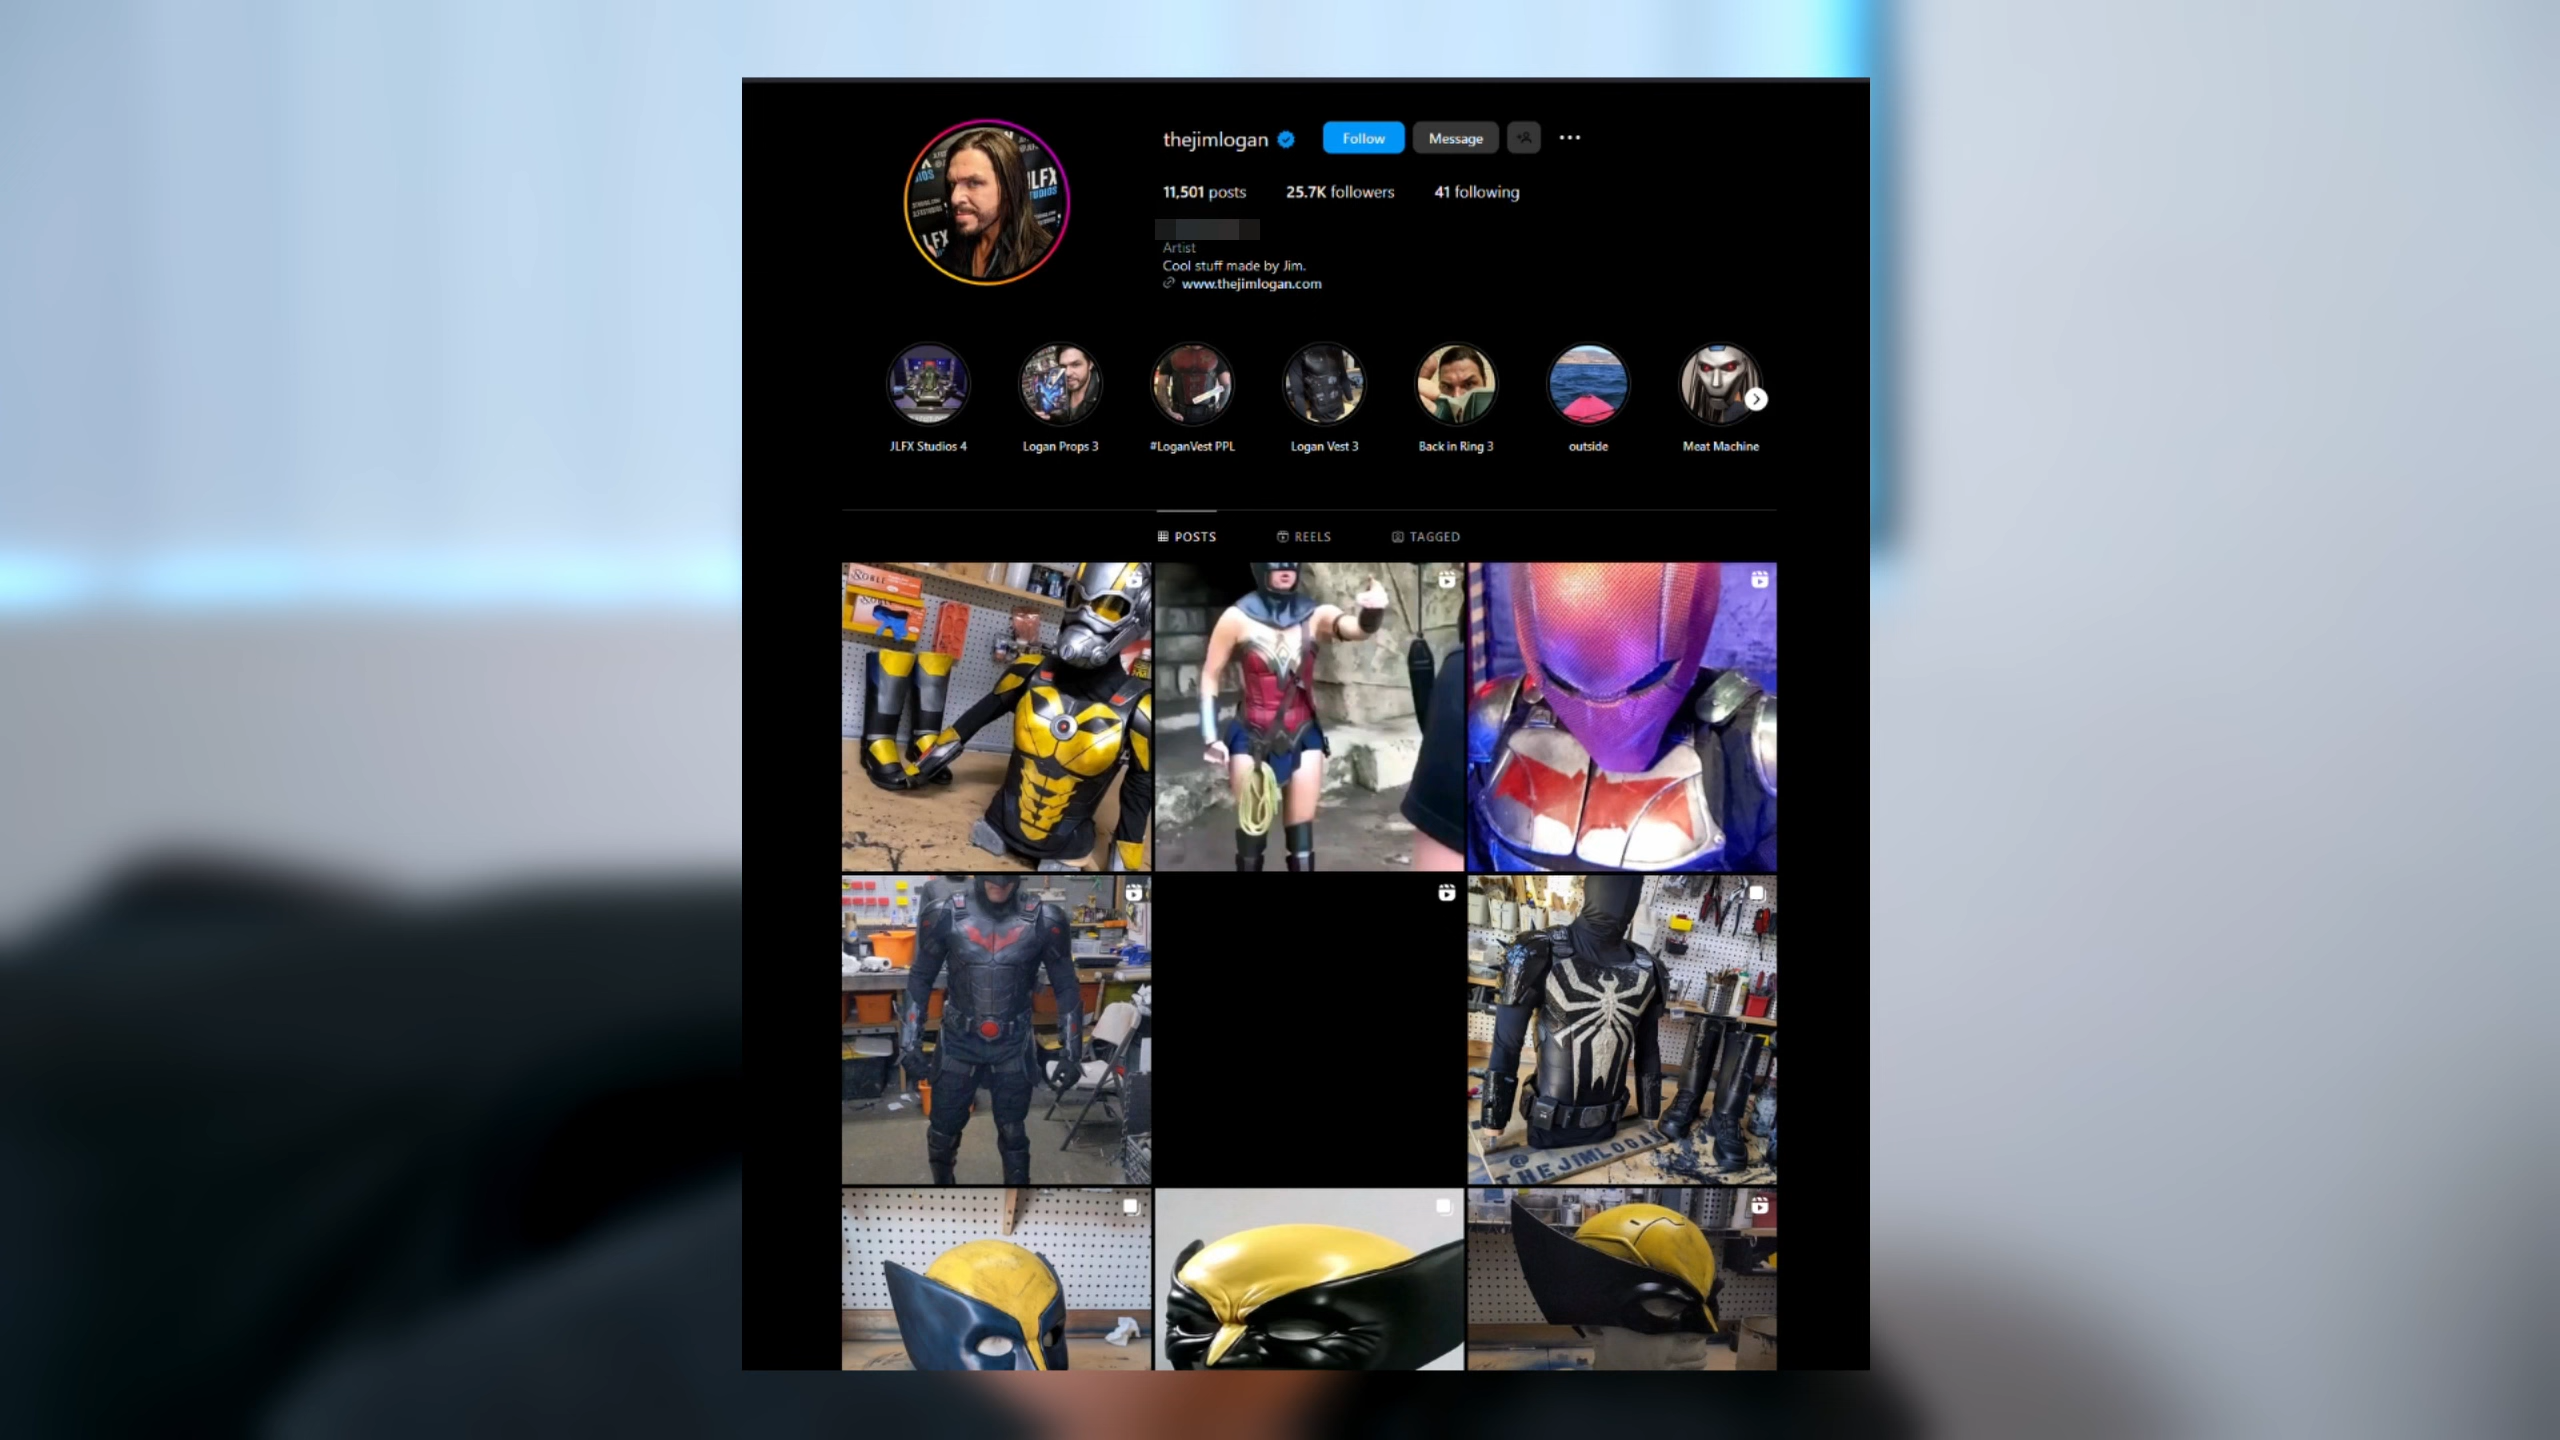 thejimlogan
Follow
Message
11,501 posts
25.7K followers
41 following
Artist
Cool stuff made by Jim.
www.thejimlogan.com
JLFX
JLFX Studios 4
Logan Props 3
#LoganVest PPL
Logan Vest 3
Back in Ring 3
outside
Meat Machine
POSTS
REELS
TAGGED
@
THEJIMLOGAN